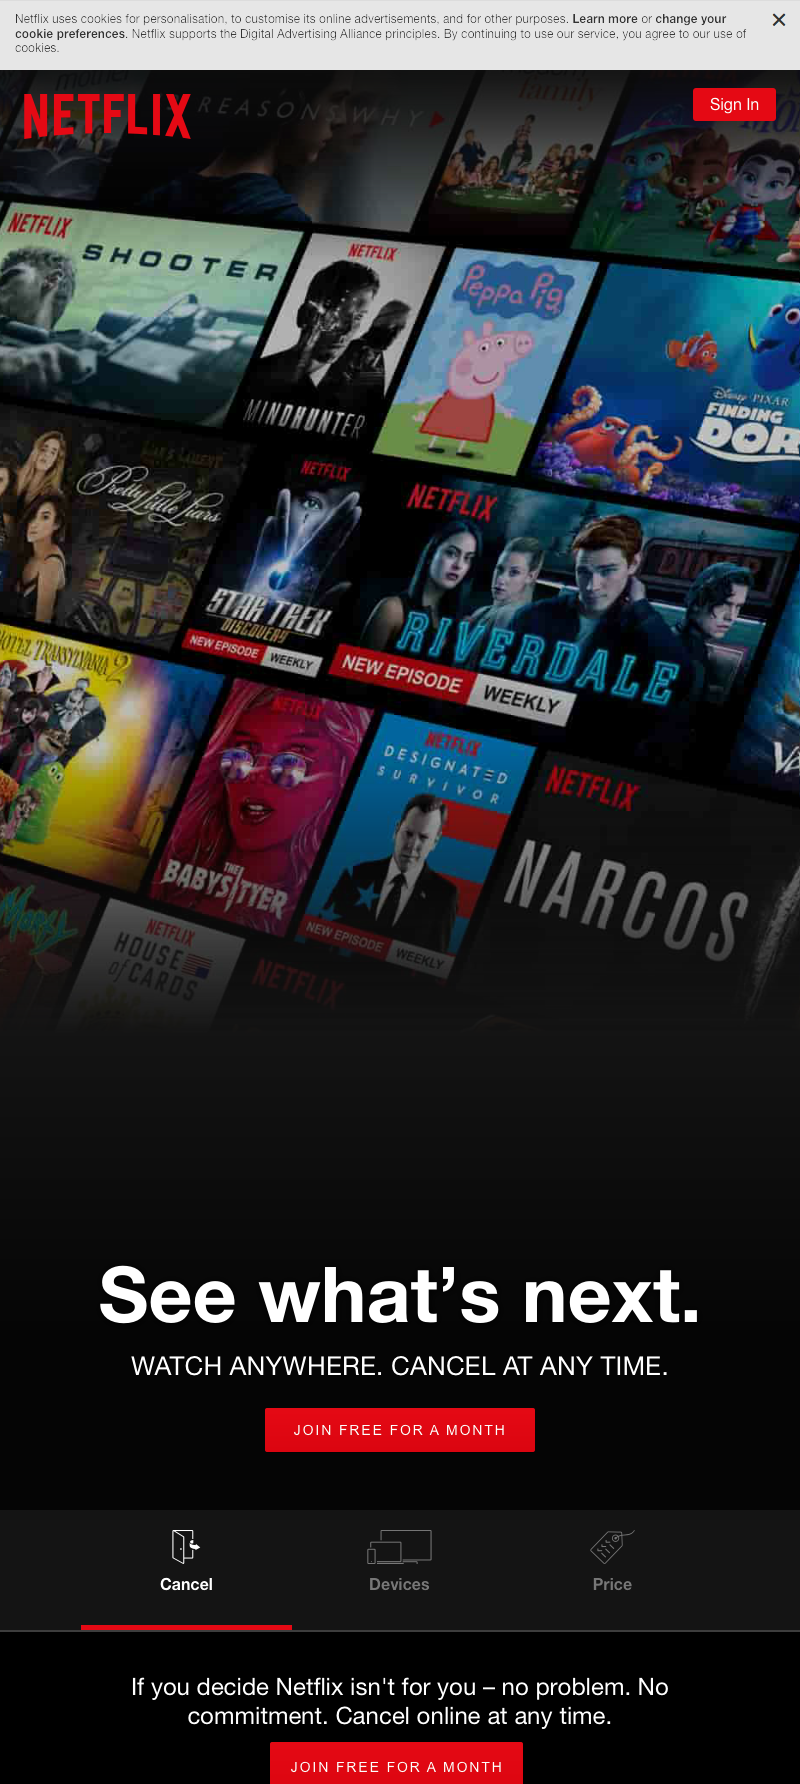 Netflix uses cookies for personalisation, to customise its online advertisements, and for other purposes. Learn more or change your
cookie preferences. Netflix supports the Digital Advertising Alliance principles. By continuing to use our service, you agree to our use of
cookies.
✕
mother
NETFLIX
REASONS WHY
family
Sign In
NETFLIX
SHOOTER
NETFLIX
MINDHUNTER
Peppa Pig
Disney PIXAR
FINDING
DOR
Pretty Little Liars
NETFLIX
STAR TREK
DISCOVERY
NEW EPISODE WEEKLY
NETFLIX
DINER
RIVERDALE
NEW EPISODE WEEKLY
HOTEL TRANSYLVANIA 2
NETFLIX
THE
BABYSITTER
NETFLIX
DESIGNATED
SURVIVOR
NEW EPISODE WEEKLY
NETFLIX
NARCOS
NETFLIX
HOUSE
of CARDS
NETFLIX
See what’s next.
WATCH ANYWHERE. CANCEL AT ANY TIME.
JOIN FREE FOR A MONTH
Cancel
Devices
Price
If you decide Netflix isn't for you – no problem. No
commitment. Cancel online at any time.
JOIN FREE FOR A MONTH